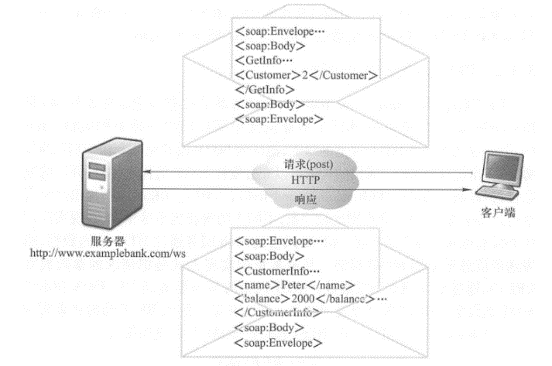 <soap:Envelope…
<soap:Body>
<GetInfo…
<Customer>2</Customer>
</GetInfo>
<soap:Body>
<soap:Envelope>
请求(post)
HTTP
响应
服务器
http://www.examplebank.com/ws
客户端
<soap:Envelope…
<soap:Body>
<CustomerInfo…
<name>Peter</name>
<balance>2000</balance>…
</CustomerInfo>
<soap:Body>
<soap:Envelope>